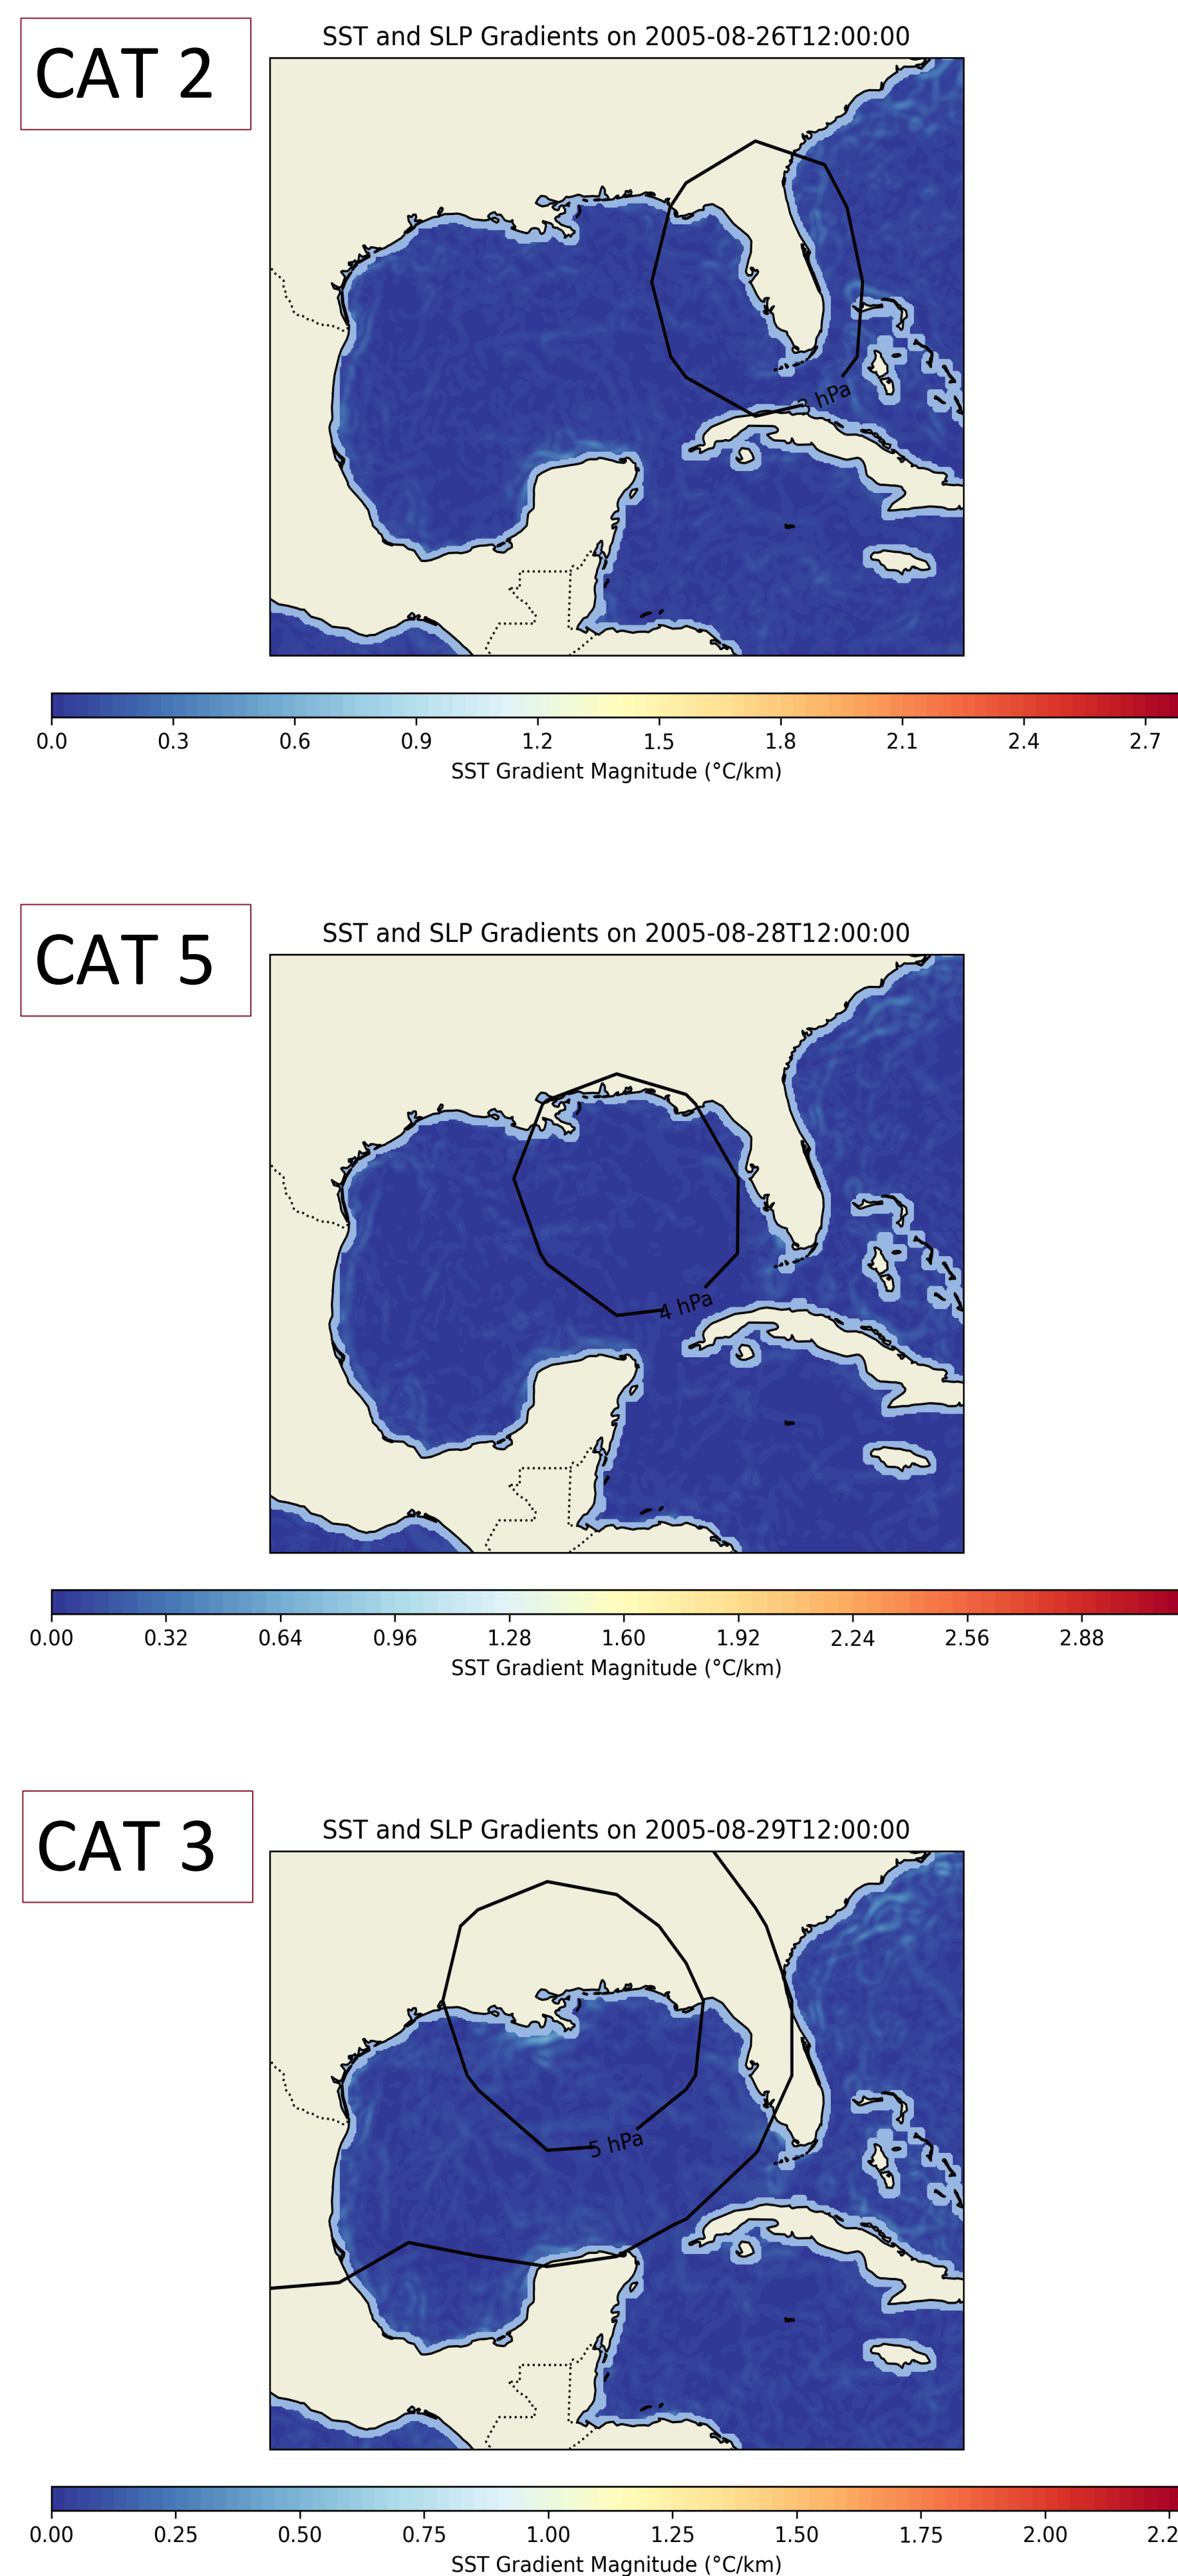 CAT 2
SST and SLP Gradients on 2005-08-26T12:00:00
3 hPa
0.0 0.3 0.6 0.9 1.2 1.5 1.8 2.1 2.4 2.7
SST Gradient Magnitude (°C/km)
CAT 5
SST and SLP Gradients on 2005-08-28T12:00:00
4 hPa
0.00 0.32 0.64 0.96 1.28 1.60 1.92 2.24 2.56 2.88
SST Gradient Magnitude (°C/km)
CAT 3
SST and SLP Gradients on 2005-08-29T12:00:00
5 hPa
0.00 0.25 0.50 0.75 1.00 1.25 1.50 1.75 2.00 2.2
SST Gradient Magnitude (°C/km)